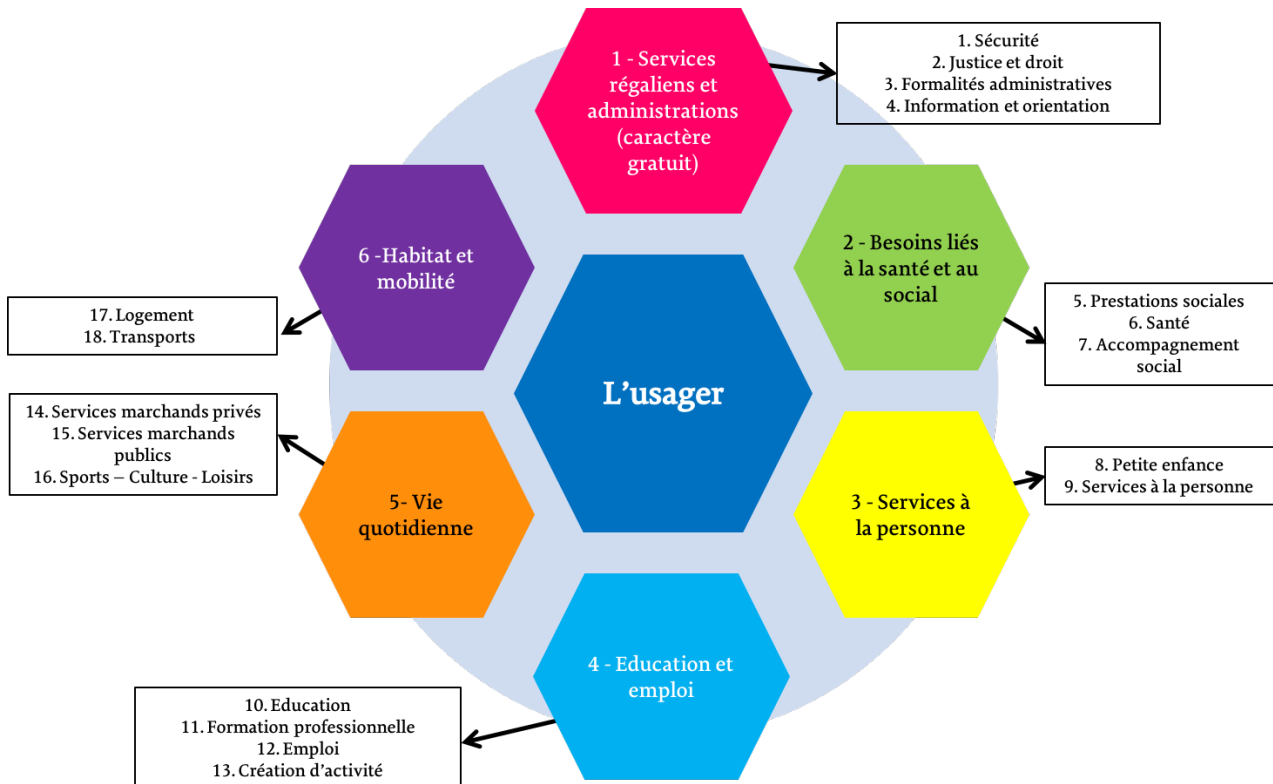 1 - Services
régaliens et
administrations
(caractère
gratuit)
1. Sécurité
2. Justice et droit
3. Formalités administratives
4. Information et orientation
2 - Besoins liés
à la santé et au
social
5. Prestations sociales
6. Santé
7. Accompagnement
social
3 - Services à
la personne
8. Petite enfance
9. Services à la personne
4 - Education et
emploi
10. Education
11. Formation professionnelle
12. Emploi
13. Création d'activité
5- Vie
quotidienne
14. Services marchands privés
15. Services marchands
publics
16. Sports – Culture - Loisirs
6 -Habitat et
mobilité
17. Logement
18. Transports
L'usager